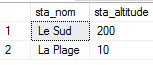 sta_nom sta_altitude
1 Le Sud 200
2 La Plage 10